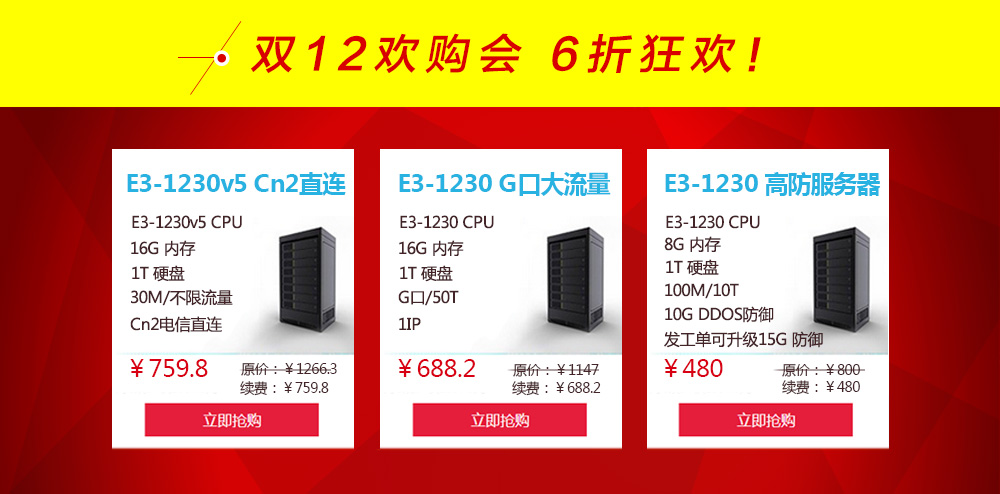 双12欢购会 6折狂欢!
E3-1230v5 Cn2直连
E3-1230v5 CPU
16G 内存
1T 硬盘
30M/不限流量
Cn2电信直连
¥759.8
原价：¥1266.3
续费：¥759.8
立即抢购
E3-1230 G口大流量
E3-1230 CPU
16G 内存
1T 硬盘
G口/50T
1IP
¥688.2
原价：¥1147
续费：¥688.2
立即抢购
E3-1230 高防服务器
E3-1230 CPU
8G 内存
1T 硬盘
100M/10T
10G DDOS防御
发工单可升级15G 防御
¥480
原价：¥800
续费：¥480
立即抢购